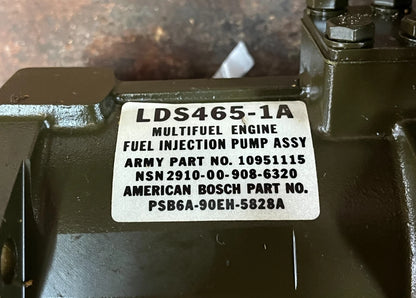 LDS465-1A
MULTIFUEL ENGINE
FUEL INJECTION PUMP ASSY
ARMY PART NO. 10951115
NSN 2910-00-908-6320
AMERICAN BOSCH PART NO.
PSB6A-90EH-5828A